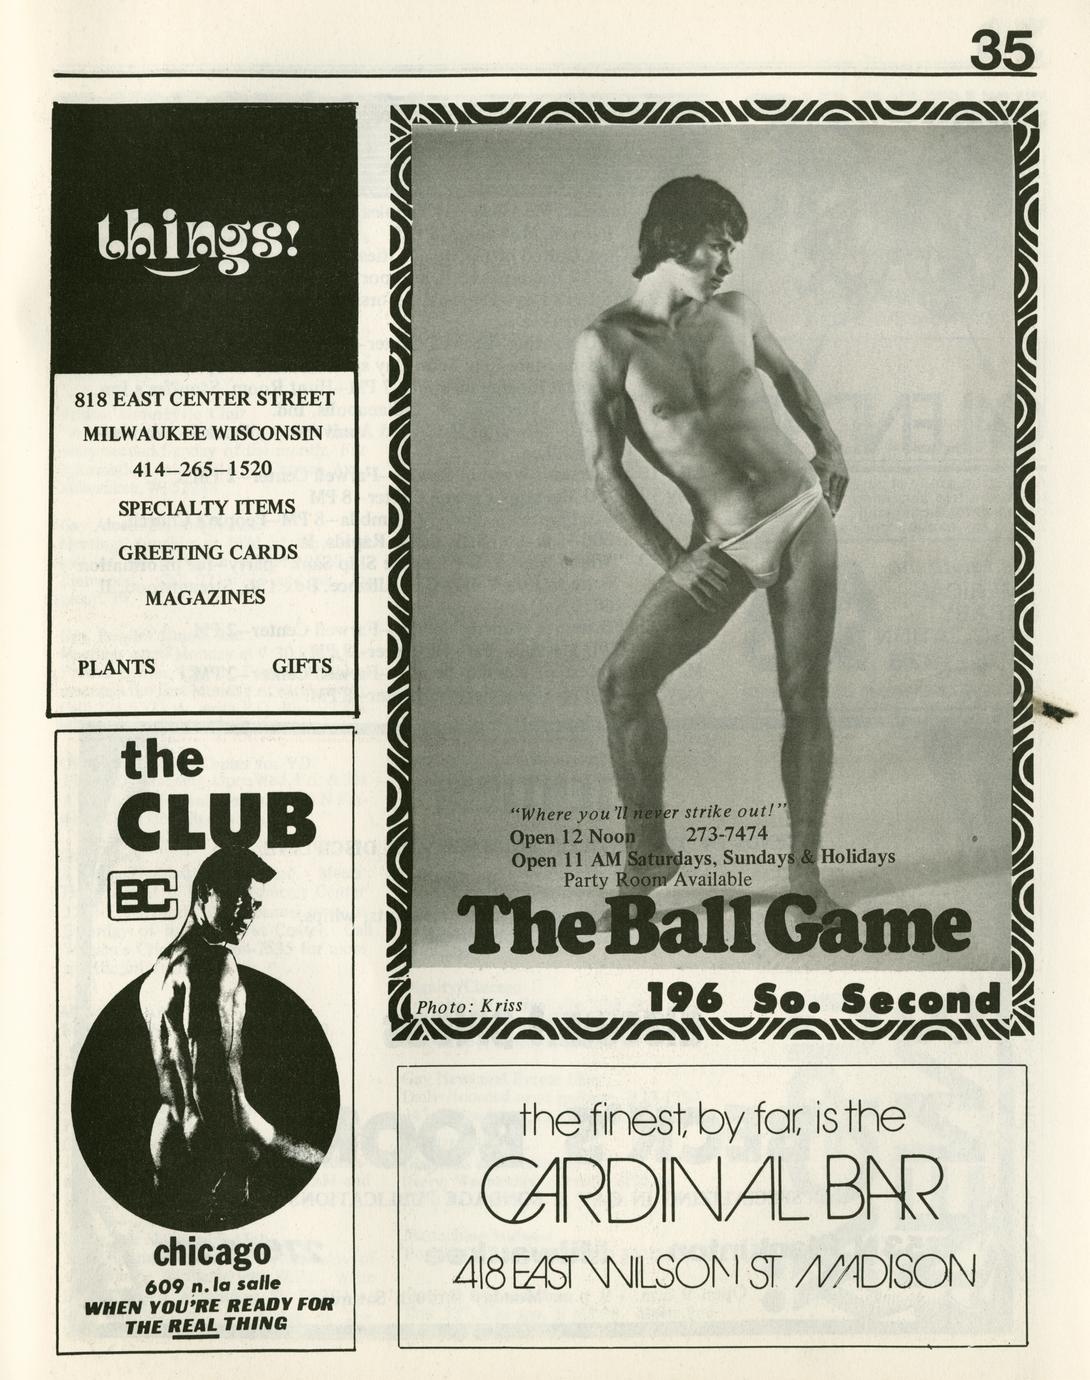 35
things!
818 EAST CENTER STREET
MILWAUKEE WISCONSIN
414-265-1520
SPECIALTY ITEMS
GREETING CARDS
MAGAZINES
PLANTS GIFTS
the
CLUB
BC
chicago
609 n. la salle
WHEN YOU'RE READY FOR
THE REAL THING
"Where you'll never strike out!"
Open 12 Noon 273-7474
Open 11 AM Saturdays, Sundays & Holidays
Party Room Available
The Ball Game
Photo: Kriss
196 So. Second
the finest, by far, is the
CARDINAL BAR
418 EAST WILSON ST. MADISON